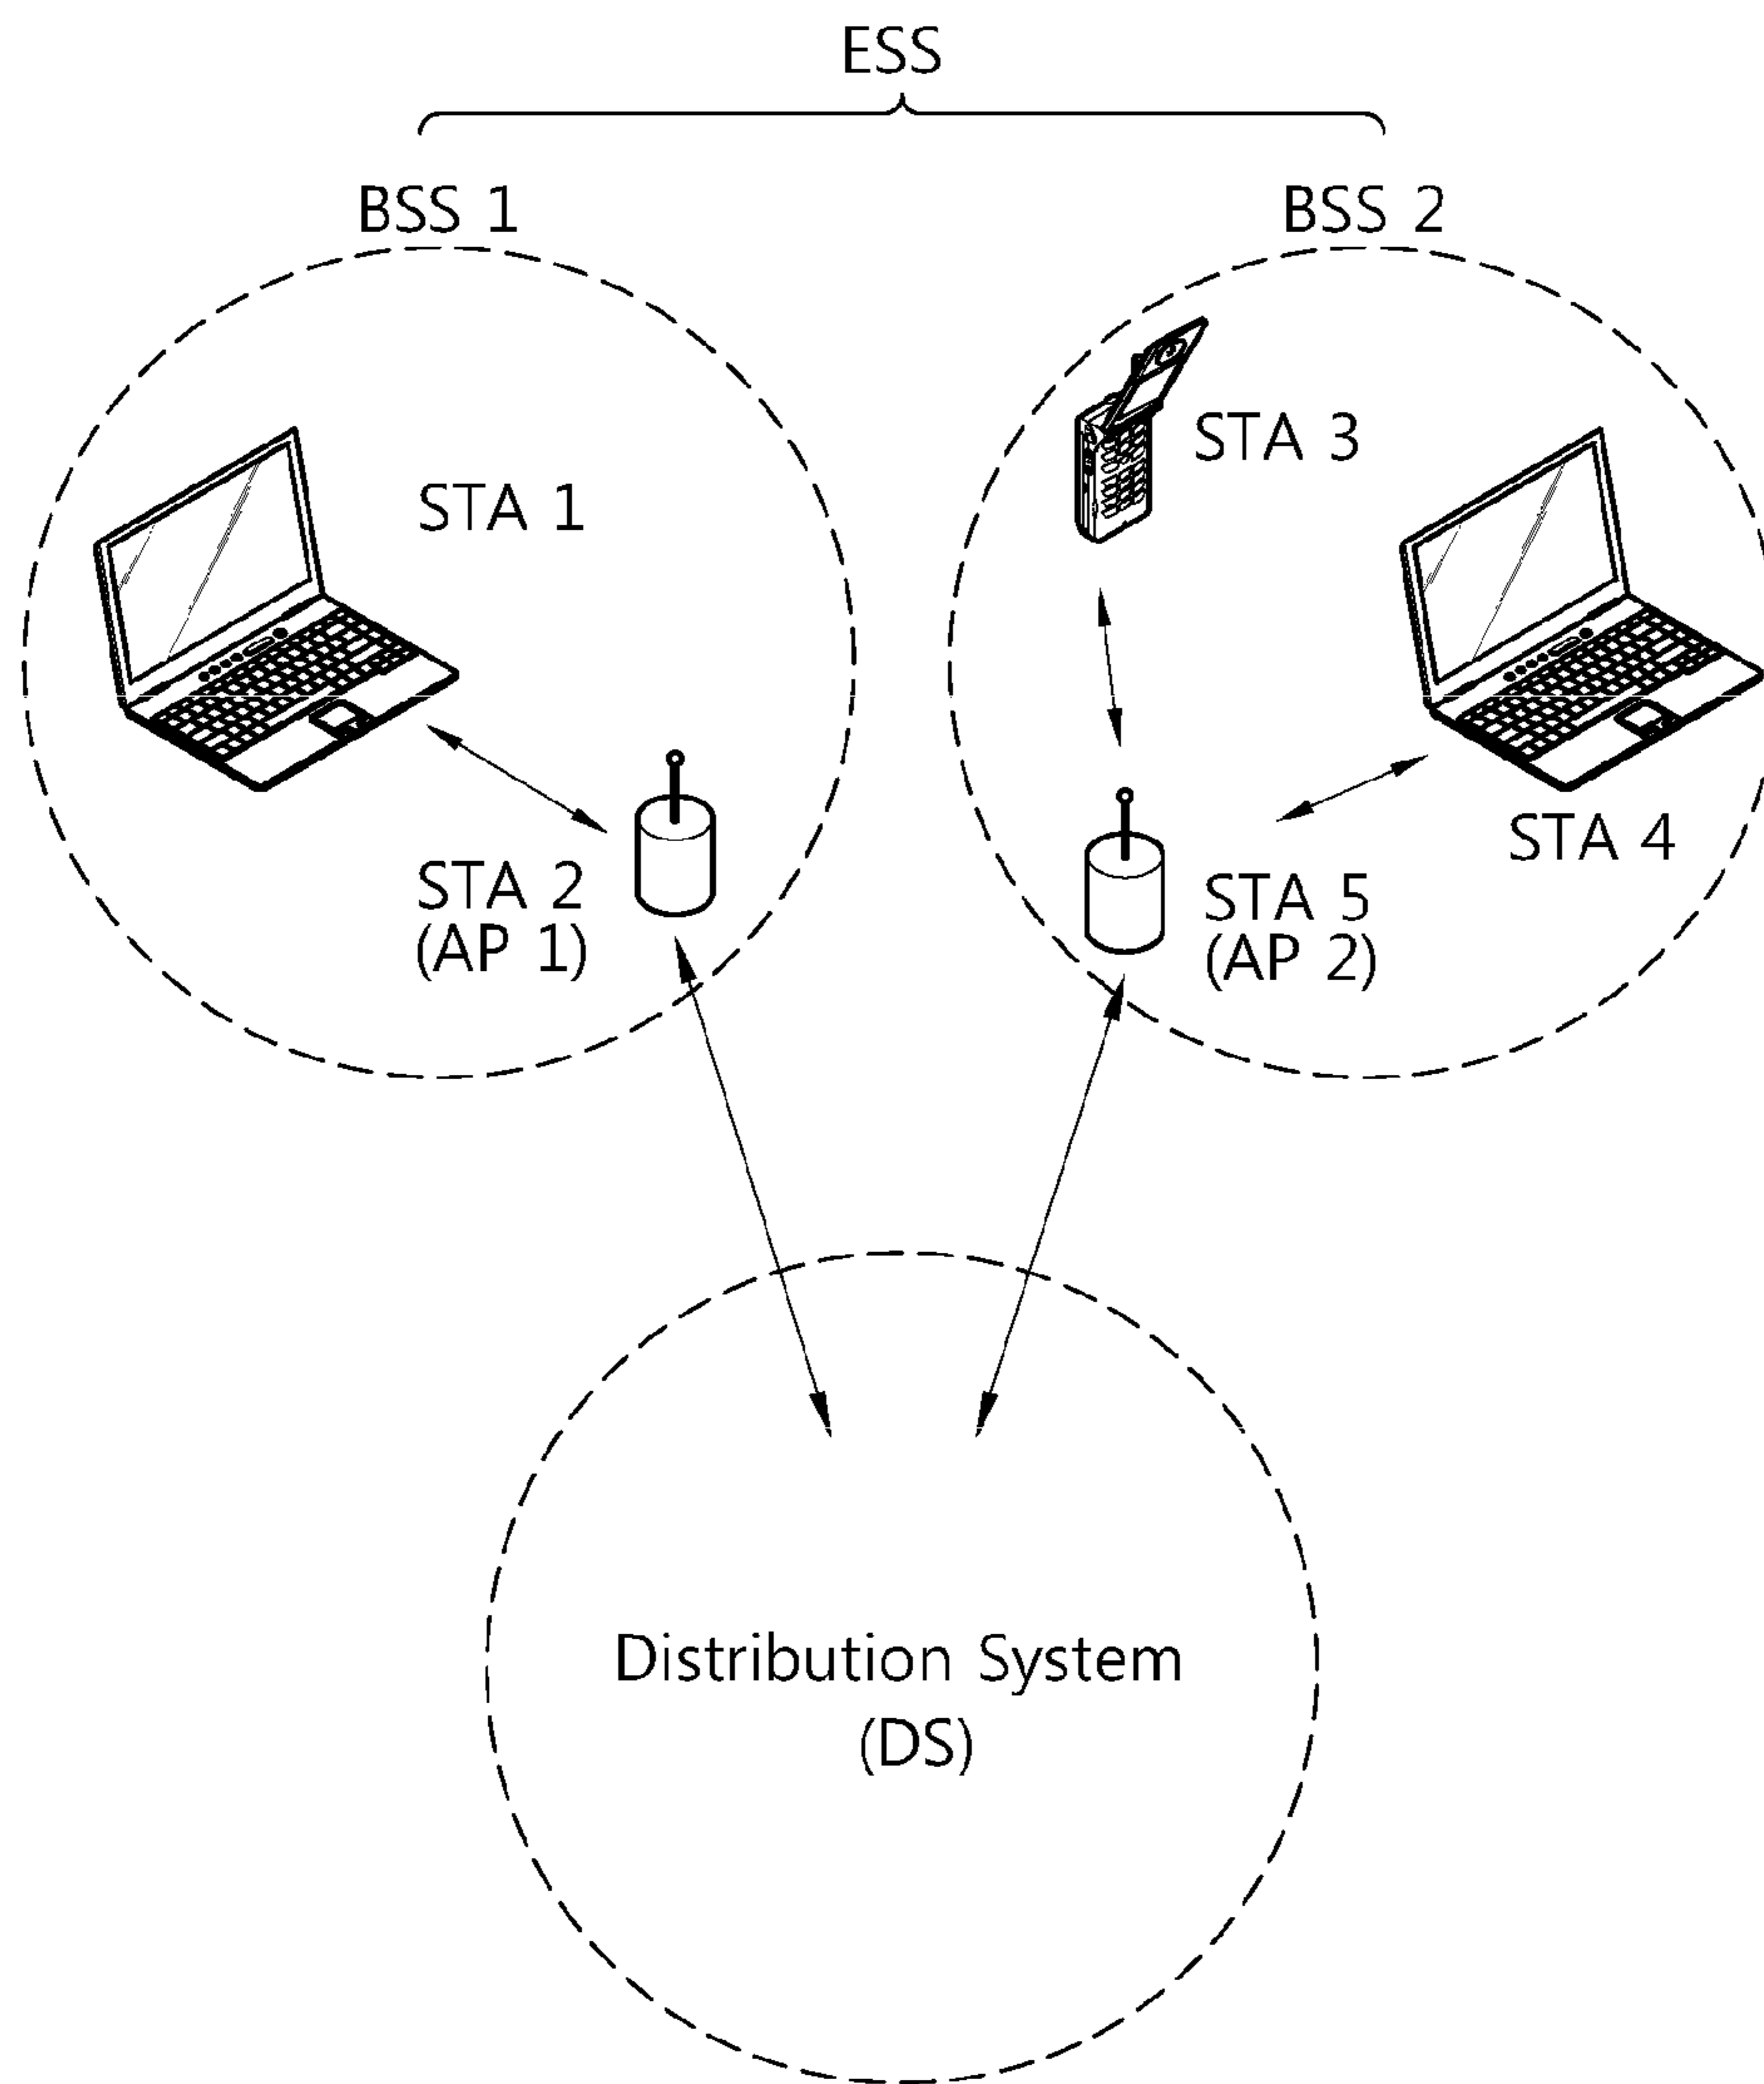 ESS
BSS 1
BSS 2
STA 1
STA 3
STA 2
(AP 1)
STA 4
STA 5
(AP 2)
Distribution System
(DS)